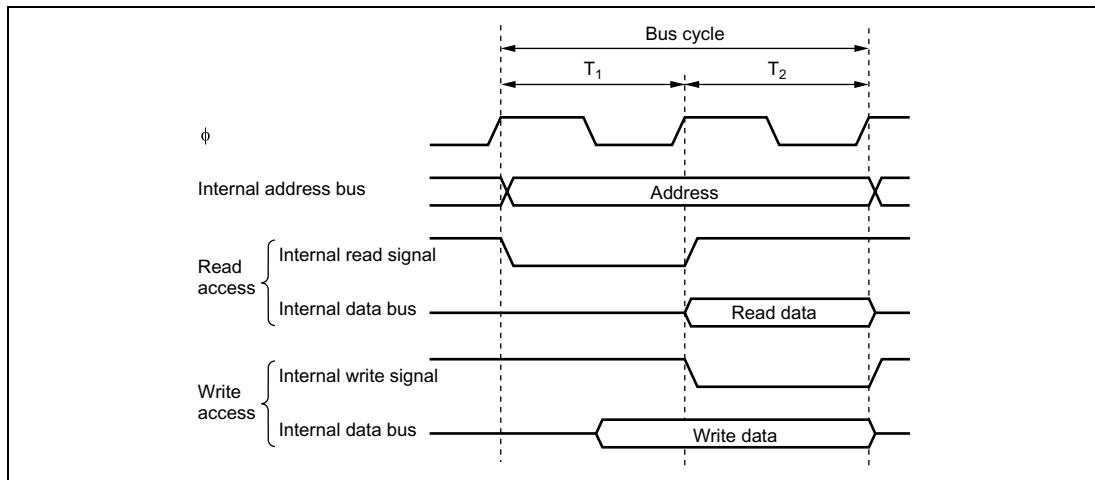 Bus cycle
T₁ T₂
ϕ
Internal address bus Address
Read access Internal read signal
Internal data bus Read data
Write access Internal write signal
Internal data bus Write data